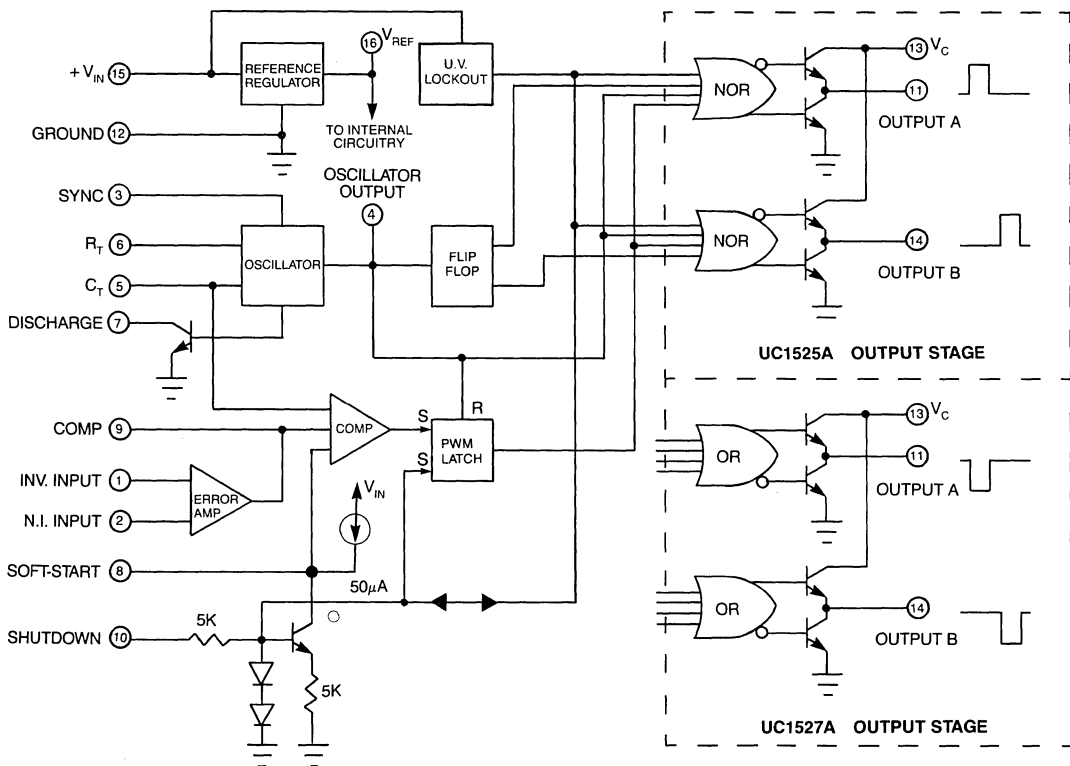 + VIN 15
REFERENCE
REGULATOR
16 VREF
U.V.
LOCKOUT
TO INTERNAL
CIRCUITRY
GROUND 12
SYNC 3
OSCILLATOR
OUTPUT
4
RT 6
OSCILLATOR
FLIP
FLOP
CT 5
DISCHARGE 7
COMP 9
COMP
S
R
S
PWM
LATCH
INV. INPUT 1
ERROR
AMP
N.I. INPUT 2
VIN
SOFT-START 8
50µA
SHUTDOWN 10
5K
5K
NOR
13 VC
11
OUTPUT A
NOR
14
OUTPUT B
UC1525A OUTPUT STAGE
OR
13 VC
11
OUTPUT A
OR
14
OUTPUT B
UC1527A OUTPUT STAGE